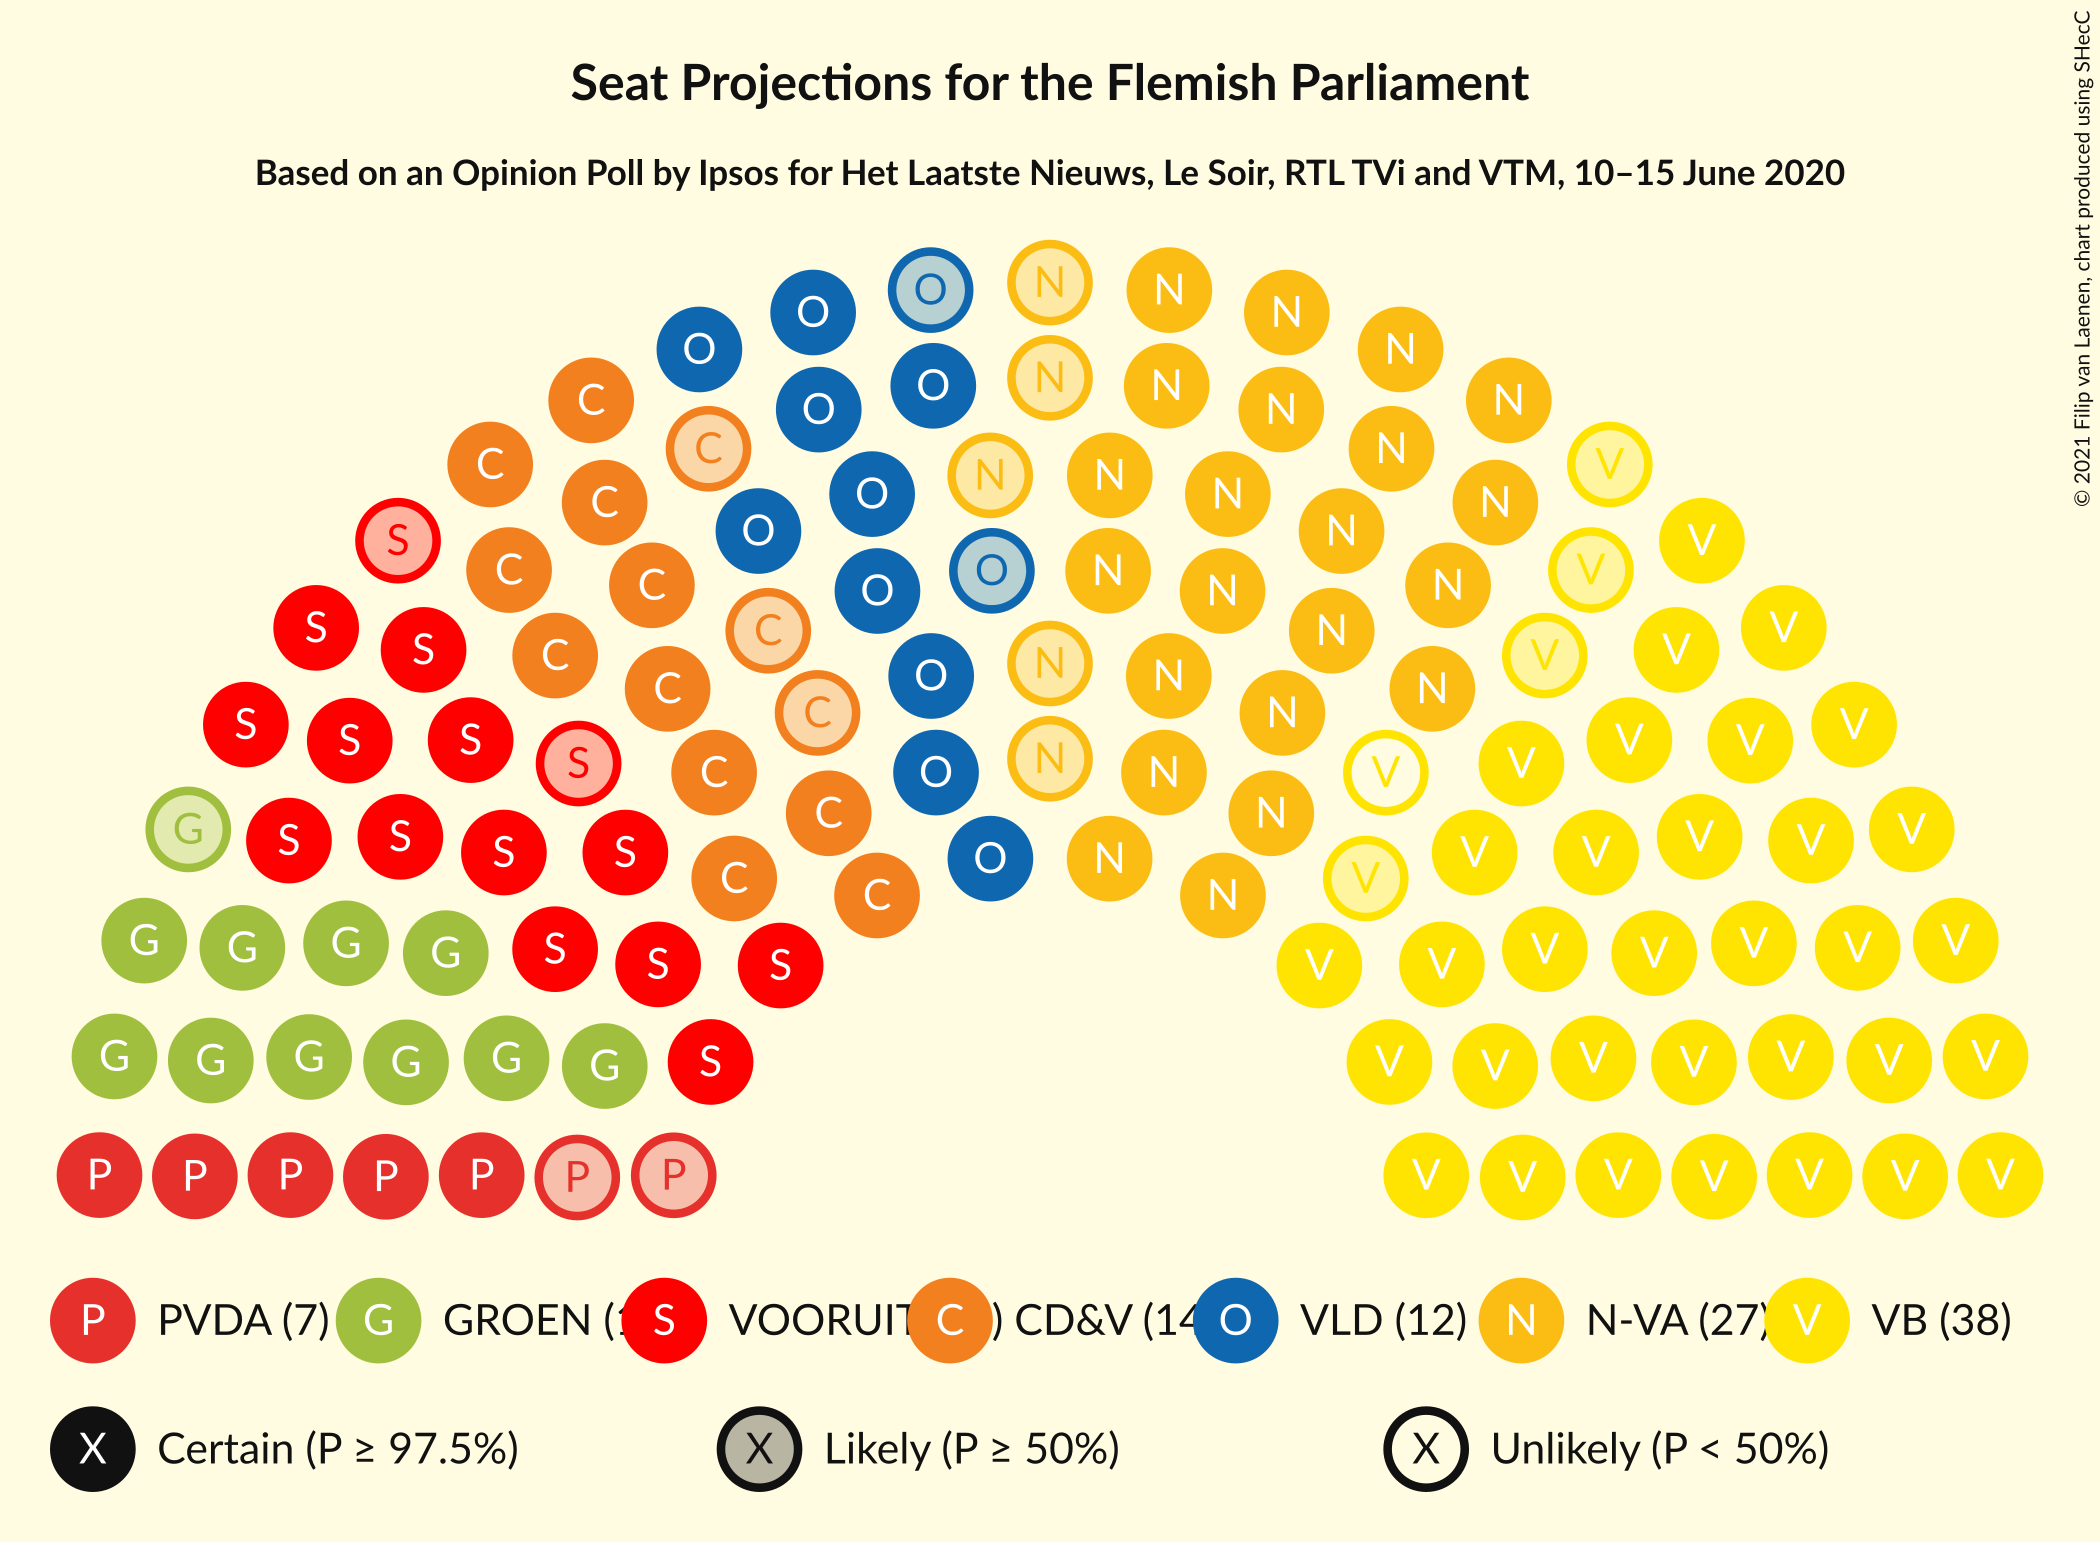 Seat Projections for the Flemish Parliament
Based on an Opinion Poll by Ipsos for Het Laatste Nieuws, Le Soir, RTL TVi and VTM, 10–15 June 2020
© 2021 Filip van Laenen, chart produced using SHecC
O O O N N N N N
C O O N N N N V
C C O N N N N V
S C C O O N N N V V
S S C C O N N N V V V
S S S S C C O N N N V V V V V
G S S S S C C O N N N V V V V V V
G G G G S S S C C O N N V V V V V V V V
G G G G G G S V V V V V V V
P P P P P P P V V V V V V V
P PVDA (7) G GROEN ( S VOORUIT C ) CD&V (14 O VLD (12) N N-VA (27) V VB (38)
X Certain (P ≥ 97.5%) X Likely (P ≥ 50%) X Unlikely (P < 50%)